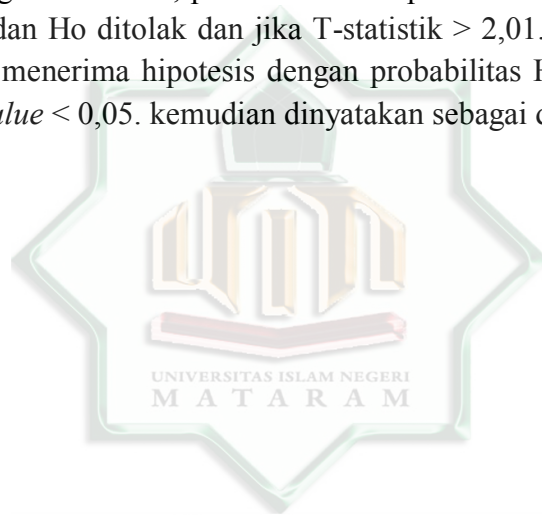 dan Ho ditolak dan jika T-statistik > 2,01.
menerima hipotesis dengan probabilitas H
alue < 0,05. kemudian dinyatakan sebagai
UNIVERSITAS ISLAM NEGERI
MATARAM